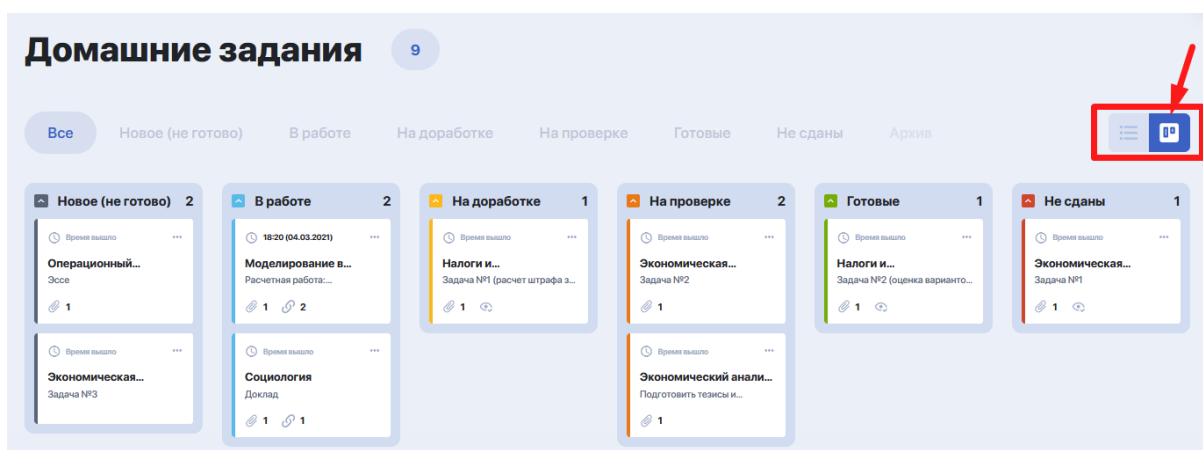 Домашние задания 9
Все Новое (не готово) В работе На доработке На проверке Готовые Не сданы Архив
Новое (не готово) 2
Время вышло
Операционный...
Эссе
1
Время вышло
Экономическая...
Задача №3
В работе 2
18:20 (04.03.2021)
Моделирование в...
Расчетная работа:...
1 2
Время вышло
Социология
Доклад
1 1
На доработке 1
Время вышло
Налоги и...
Задача №1 (расчет штрафа з...
1
На проверке 2
Время вышло
Экономическая...
Задача №2
1
Время вышло
Экономический анали...
Подготовить тезисы и...
1
Готовые 1
Время вышло
Налоги и...
Задача №2 (оценка варианто...
1
Не сданы 1
Время вышло
Экономическая...
Задача №1
1